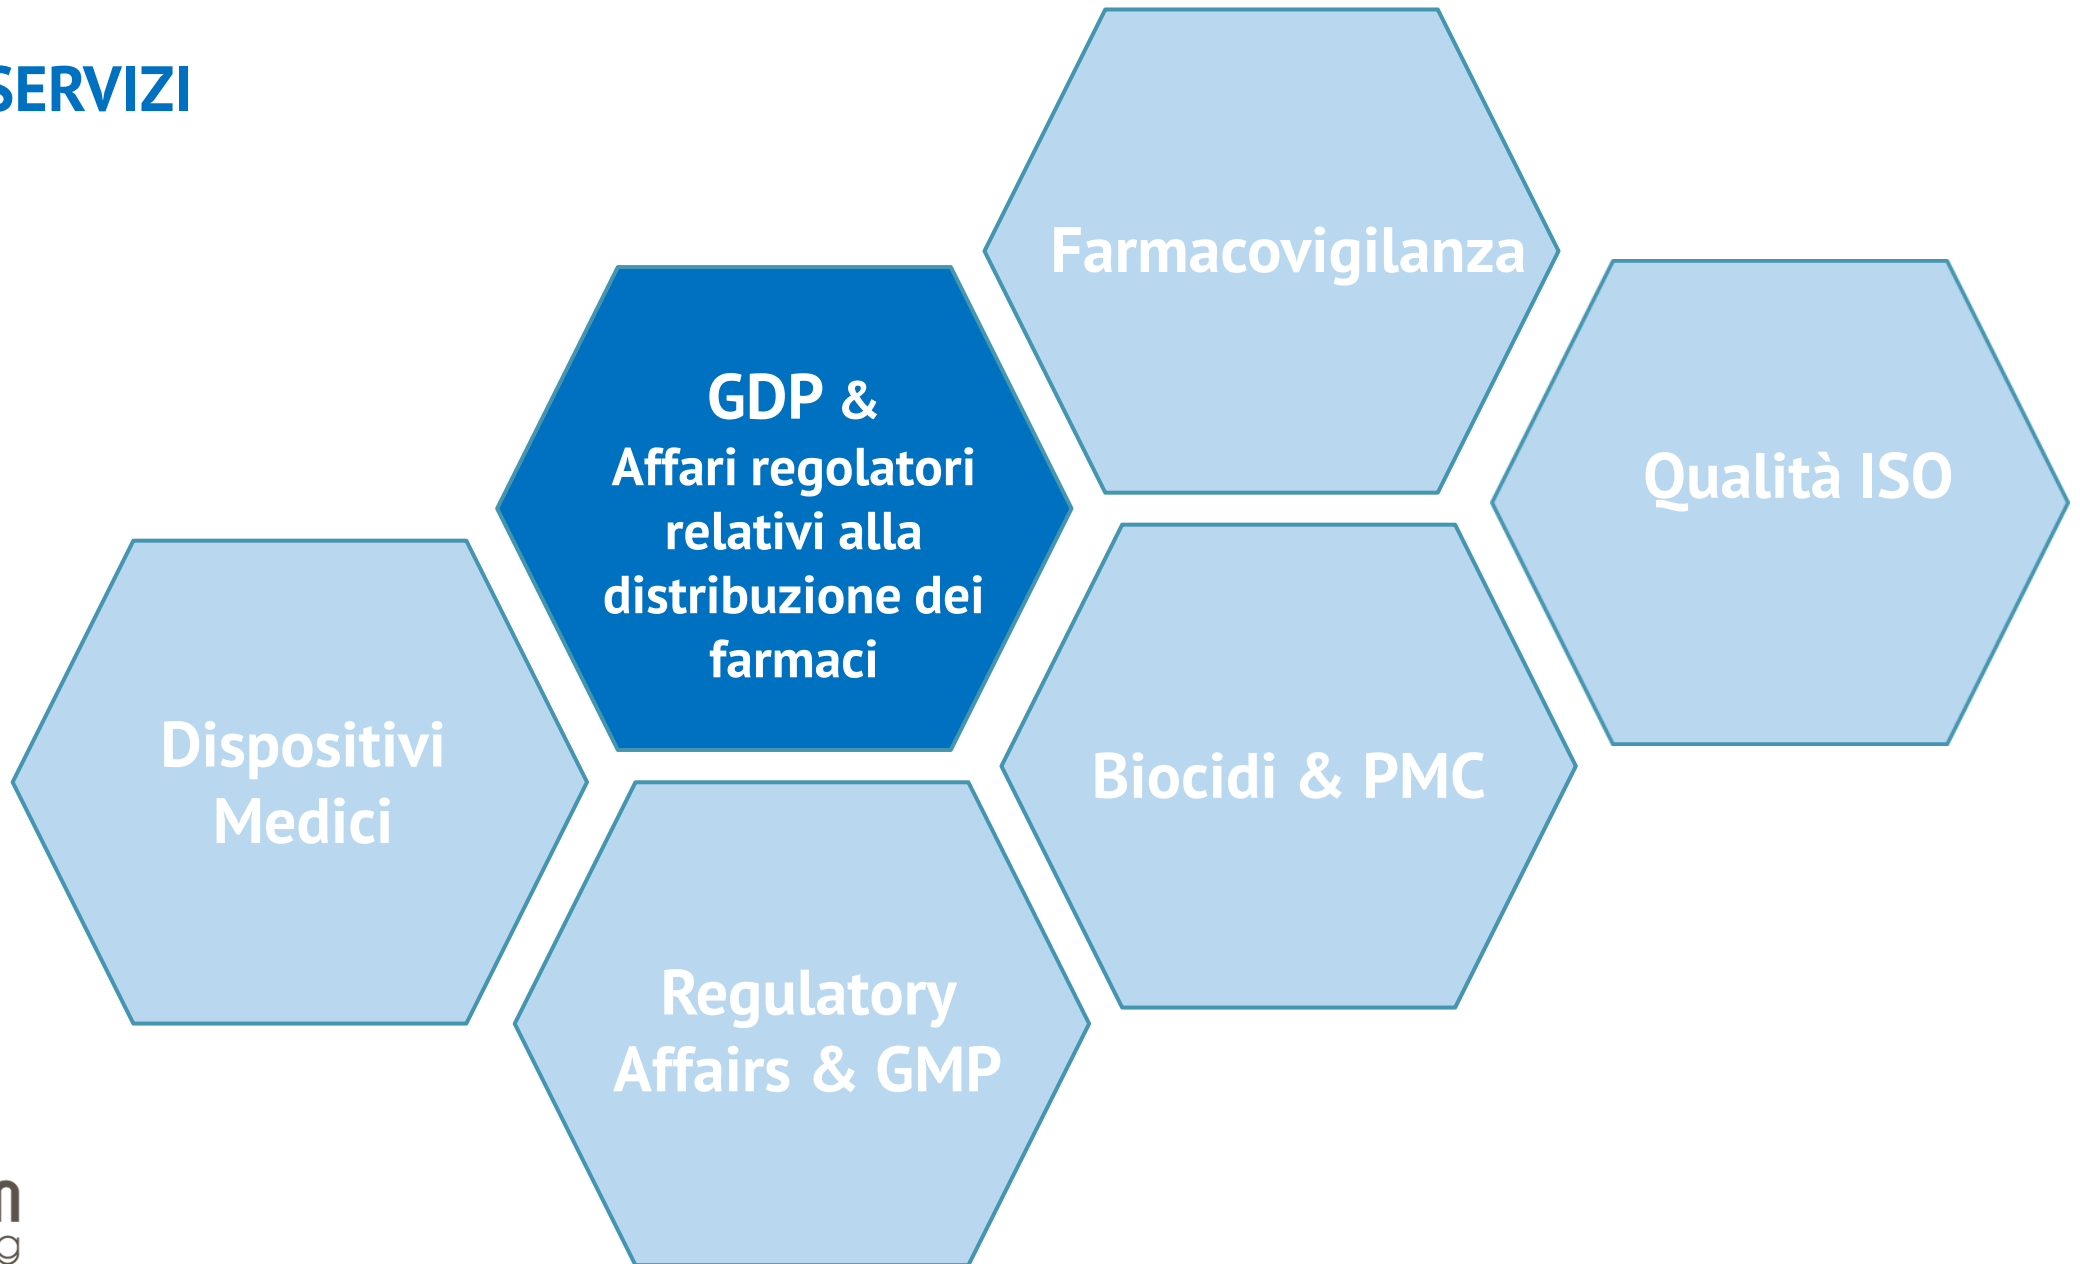 SERVIZI
Farmacovigilanza
GDP &
Affari regolatori
relativi alla
distribuzione dei
farmaci
Qualità ISO
Dispositivi
Medici
Biocidi & PMC
Regulatory
Affairs & GMP